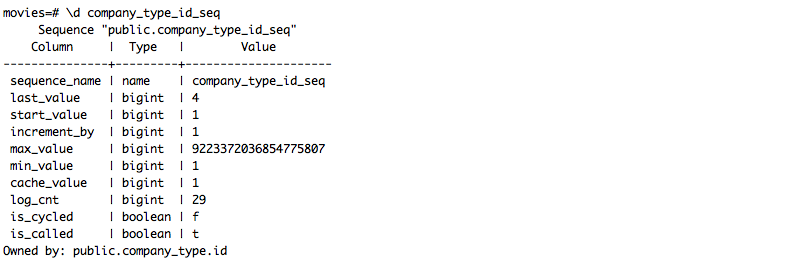 movies=# \d company_type_id_seq
     Sequence "public.company_type_id_seq"
    Column     |  Type   |        Value
---------------+---------+---------------------
 sequence_name | name    | company_type_id_seq
 last_value    | bigint  | 4
 start_value   | bigint  | 1
 increment_by  | bigint  | 1
 max_value     | bigint  | 9223372036854775807
 min_value     | bigint  | 1
 cache_value   | bigint  | 1
 log_cnt       | bigint  | 29
 is_cycled     | boolean | f
 is_called     | boolean | t
Owned by: public.company_type.id